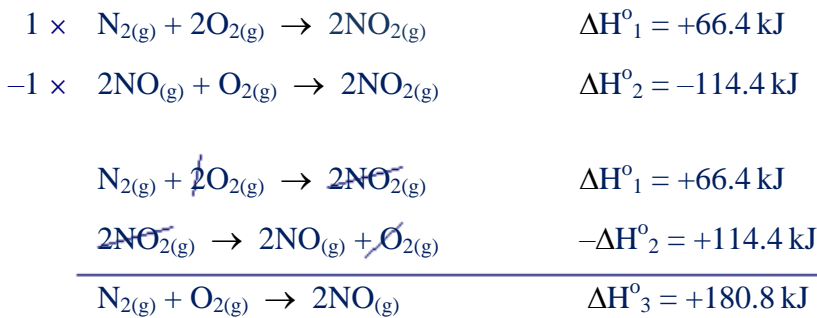 1 × N₂(g) + 2O₂(g) → 2NO₂(g) ΔH°₁ = +66.4 kJ
–1 × 2NO(g) + O₂(g) → 2NO₂(g) ΔH°₂ = –114.4 kJ
N₂(g) + 2O₂(g) → 2NO₂(g) ΔH°₁ = +66.4 kJ
2NO₂(g) → 2NO(g) + O₂(g) –ΔH°₂ = +114.4 kJ
N₂(g) + O₂(g) → 2NO(g) ΔH°₃ = +180.8 kJ